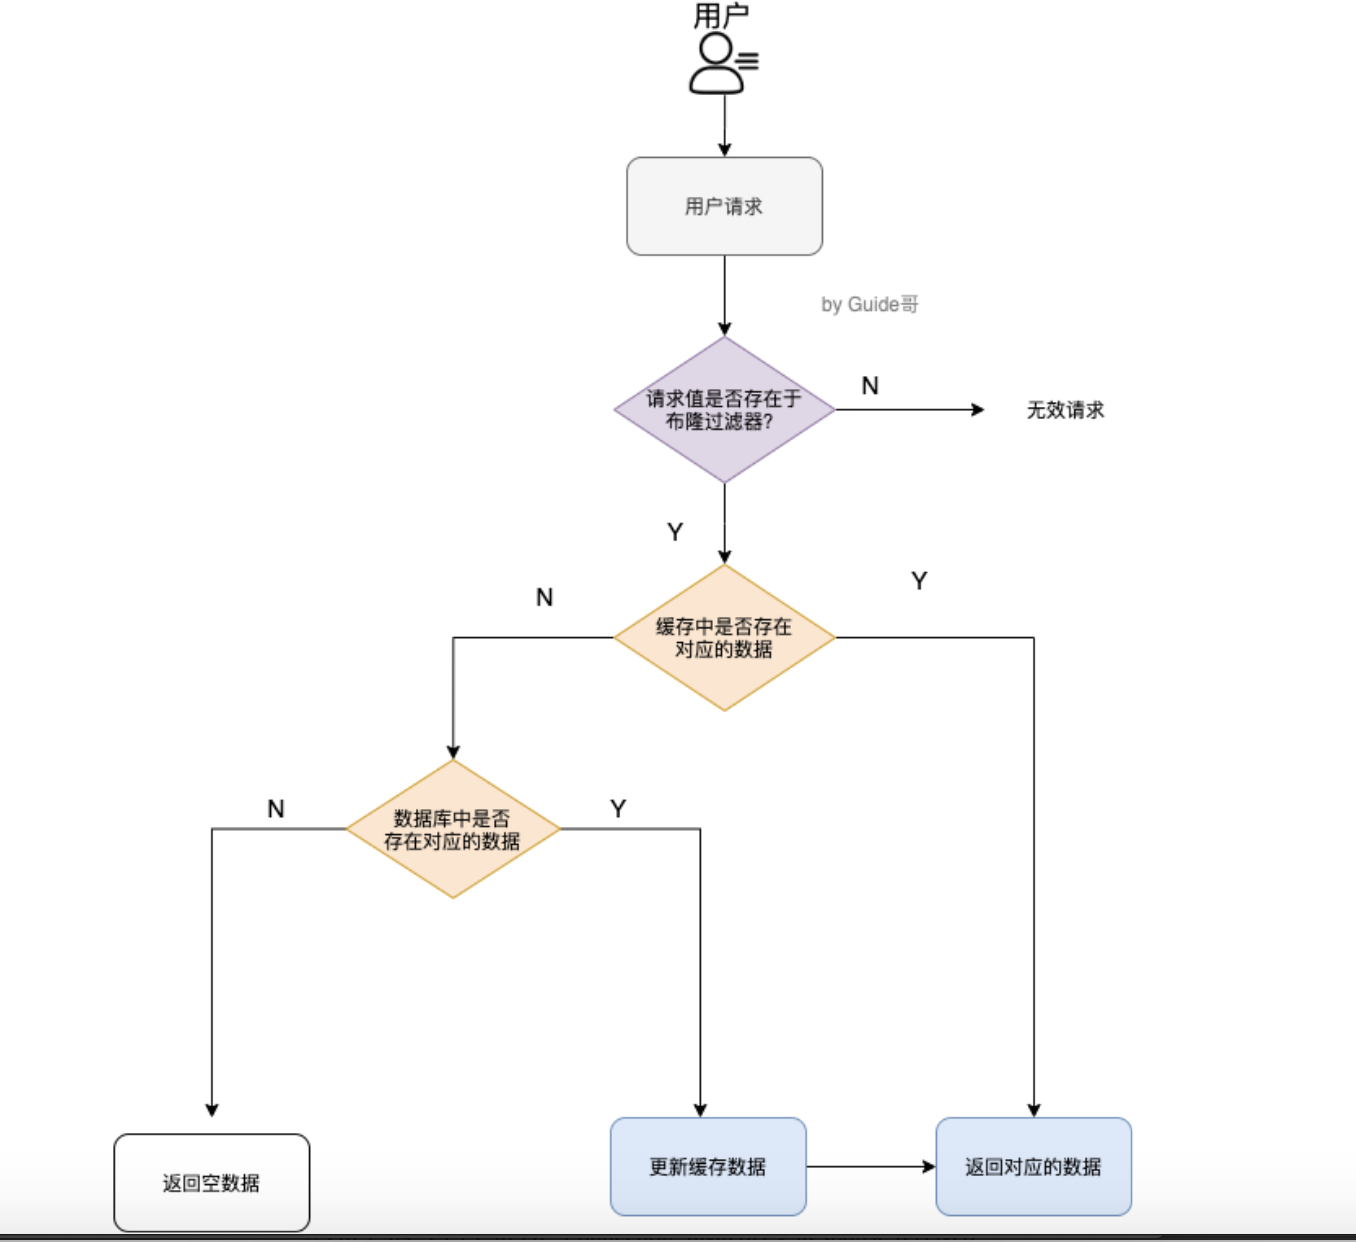 用户
用户请求
by Guide哥
请求值是否存在于
布隆过滤器?
N
无效请求
Y
N
Y
缓存中是否存在
对应的数据
N
Y
数据库中是否
存在对应的数据
返回空数据
更新缓存数据
返回对应的数据